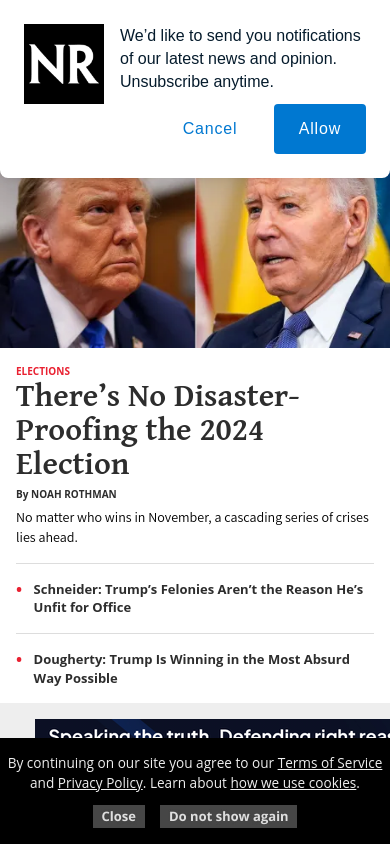 NR
We’d like to send you notifications
of our latest news and opinion.
Unsubscribe anytime.
Cancel
Allow
ELECTIONS
There’s No Disaster-
Proofing the 2024
Election
By NOAH ROTHMAN
No matter who wins in November, a cascading series of crises
lies ahead.
• Schneider: Trump’s Felonies Aren’t the Reason He’s
Unfit for Office
• Dougherty: Trump Is Winning in the Most Absurd
Way Possible
Speaking the truth. Defending right
By continuing on our site you agree to our Terms of Service
and Privacy Policy. Learn about how we use cookies.
Close
Do not show again